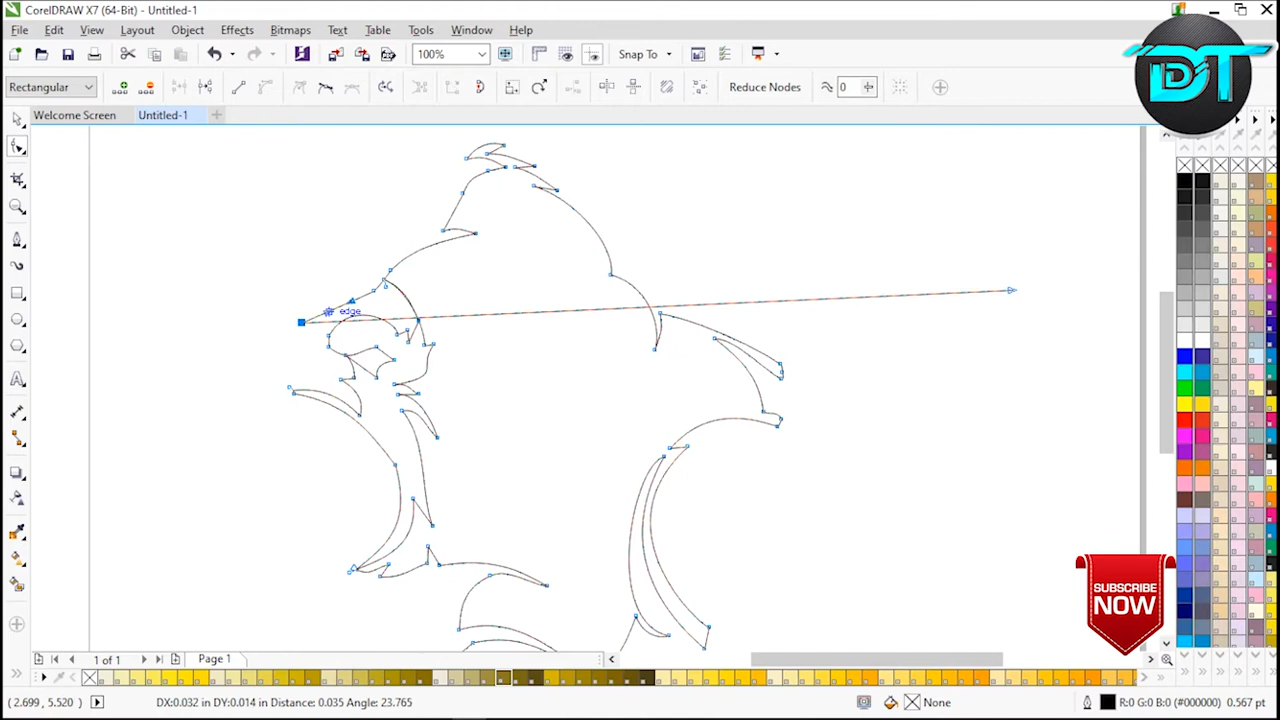 CorelDRAW X7 (64-Bit) - Untitled-1
File Edit View Layout Object Effects Bitmaps Text Table Tools Window Help
100% Snap To
Rectangular 0 Reduce Nodes
Welcome Screen Untitled-1
DT
edge
SUBSCRIBE
NOW
1 of 1 Page 1
(2.699, 5.520) DX:0.032 in DY:0.014 in Distance: 0.035 Angle: 23.765 None R:0 G:0 B:0 (#000000) 0.567 pt